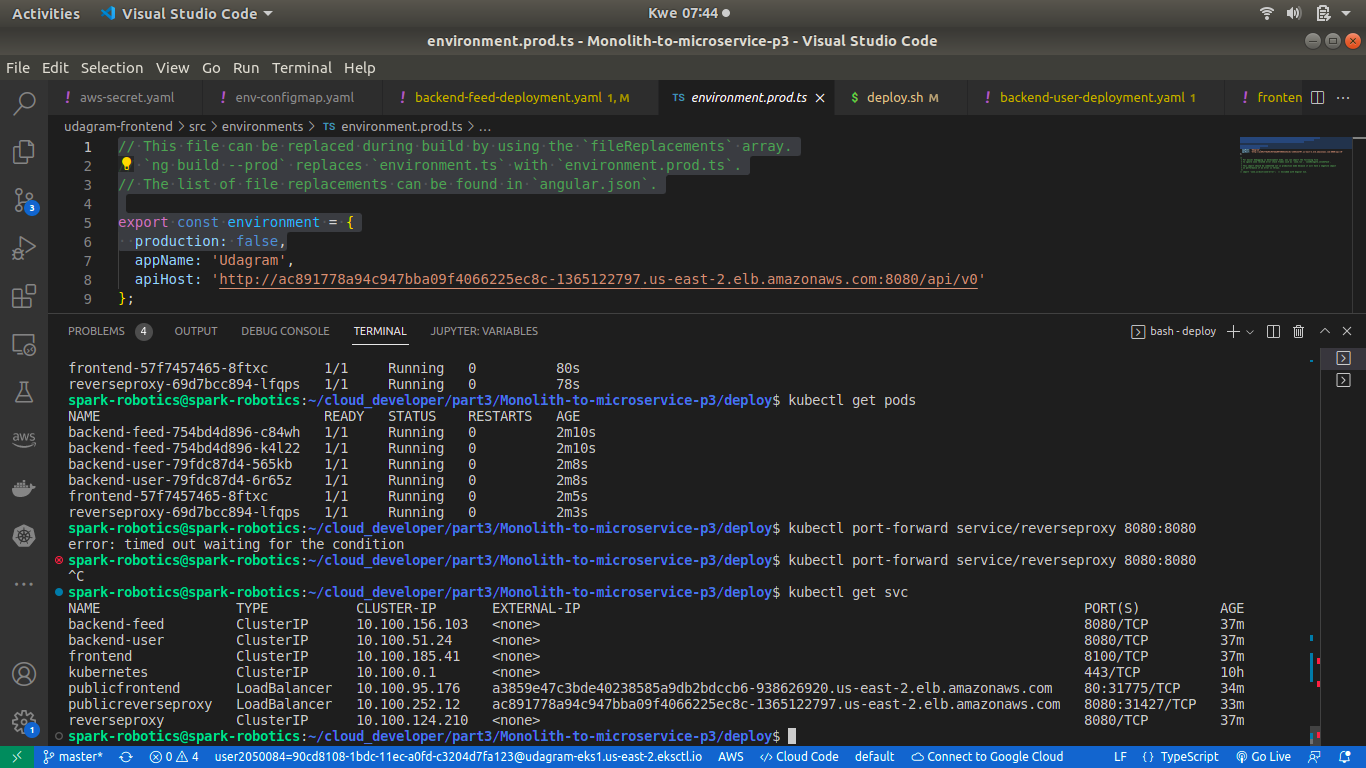 Activities Visual Studio Code Kwe 07:44
environment.prod.ts - Monolith-to-microservice-p3 - Visual Studio Code
File Edit Selection View Go Run Terminal Help
! aws-secret.yaml ! env-configmap.yaml ! backend-feed-deployment.yaml 1, M TS environment.prod.ts $ deploy.sh M ! backend-user-deployment.yaml 1 ! fronten
udagram-frontend > src > environments > TS environment.prod.ts > ...
1 // This file can be replaced during build by using the `fileReplacements` array.
2 `ng build --prod` replaces `environment.ts` with `environment.prod.ts`.
3 // The list of file replacements can be found in `angular.json`.
4
5 export const environment = {
6 production: false,
7 appName: 'Udagram',
8 apiHost: 'http://ac891778a94c947bba09f4066225ec8c-1365122797.us-east-2.elb.amazonaws.com:8080/api/v0'
9 };
PROBLEMS 4 OUTPUT DEBUG CONSOLE TERMINAL JUPYTER: VARIABLES bash - deploy
frontend-57f7457465-8ftxc 1/1 Running 0 80s
reverseproxy-69d7bcc894-lfqps 1/1 Running 0 78s
spark-robotics@spark-robotics:~/cloud_developer/part3/Monolith-to-microservice-p3/deploy$ kubectl get pods
NAME READY STATUS RESTARTS AGE
backend-feed-754bd4d896-c84wh 1/1 Running 0 2m10s
backend-feed-754bd4d896-k4l22 1/1 Running 0 2m10s
backend-user-79fdc87d4-565kb 1/1 Running 0 2m8s
backend-user-79fdc87d4-6r65z 1/1 Running 0 2m8s
frontend-57f7457465-8ftxc 1/1 Running 0 2m5s
reverseproxy-69d7bcc894-lfqps 1/1 Running 0 2m3s
spark-robotics@spark-robotics:~/cloud_developer/part3/Monolith-to-microservice-p3/deploy$ kubectl port-forward service/reverseproxy 8080:8080
error: timed out waiting for the condition
spark-robotics@spark-robotics:~/cloud_developer/part3/Monolith-to-microservice-p3/deploy$ kubectl port-forward service/reverseproxy 8080:8080
^C
spark-robotics@spark-robotics:~/cloud_developer/part3/Monolith-to-microservice-p3/deploy$ kubectl get svc
NAME TYPE CLUSTER-IP EXTERNAL-IP PORT(S) AGE
backend-feed ClusterIP 10.100.156.103 <none> 8080/TCP 37m
backend-user ClusterIP 10.100.51.24 <none> 8080/TCP 37m
frontend ClusterIP 10.100.185.41 <none> 8100/TCP 37m
kubernetes ClusterIP 10.100.0.1 <none> 443/TCP 10h
publicfrontend LoadBalancer 10.100.95.176 a3859e47c3bde40238585a9db2bdccb6-938626920.us-east-2.elb.amazonaws.com 80:31775/TCP 34m
publicreverseproxy LoadBalancer 10.100.252.12 ac891778a94c947bba09f4066225ec8c-1365122797.us-east-2.elb.amazonaws.com 8080:31427/TCP 33m
reverseproxy ClusterIP 10.100.124.210 <none> 8080/TCP 37m
spark-robotics@spark-robotics:~/cloud_developer/part3/Monolith-to-microservice-p3/deploy$
3
aws
1
master* 0 4 user2050084=90cd8108-1bdc-11ec-a0fd-c3204d7fa123@udagram-eks1.us-east-2.eksctl.io AWS Cloud Code default Connect to Google Cloud LF {} TypeScript Go Live